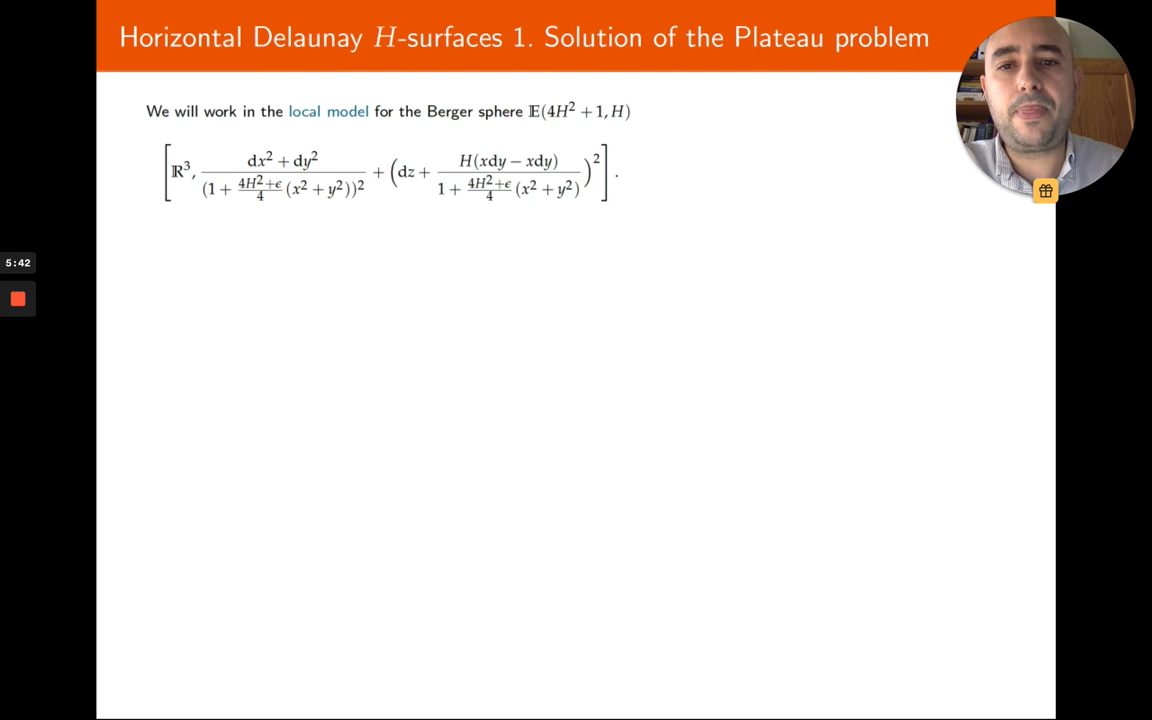 Horizontal Delaunay H-surfaces 1. Solution of the Plateau problem
We will work in the local model for the Berger sphere 𝔼(4H² + 1, H)
[ℝ³, (dx² + dy²) / (1 + (4H²+ϵ)/4 (x² + y²))² + (dz + H(xdy − xdy) / (1 + (4H²+ϵ)/4 (x² + y²)))²].
5:42